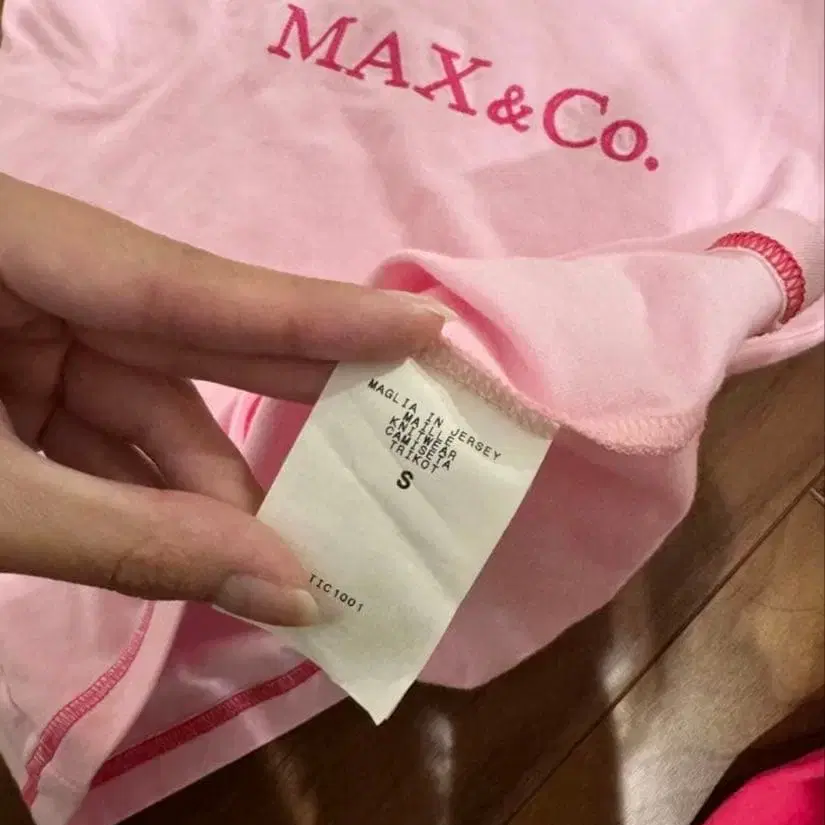 MAX&Co.
MAGLIA IN JERSEY
MAILLE
KNITWEAR
CAMISETA
TRIKOT
S
TIC1001